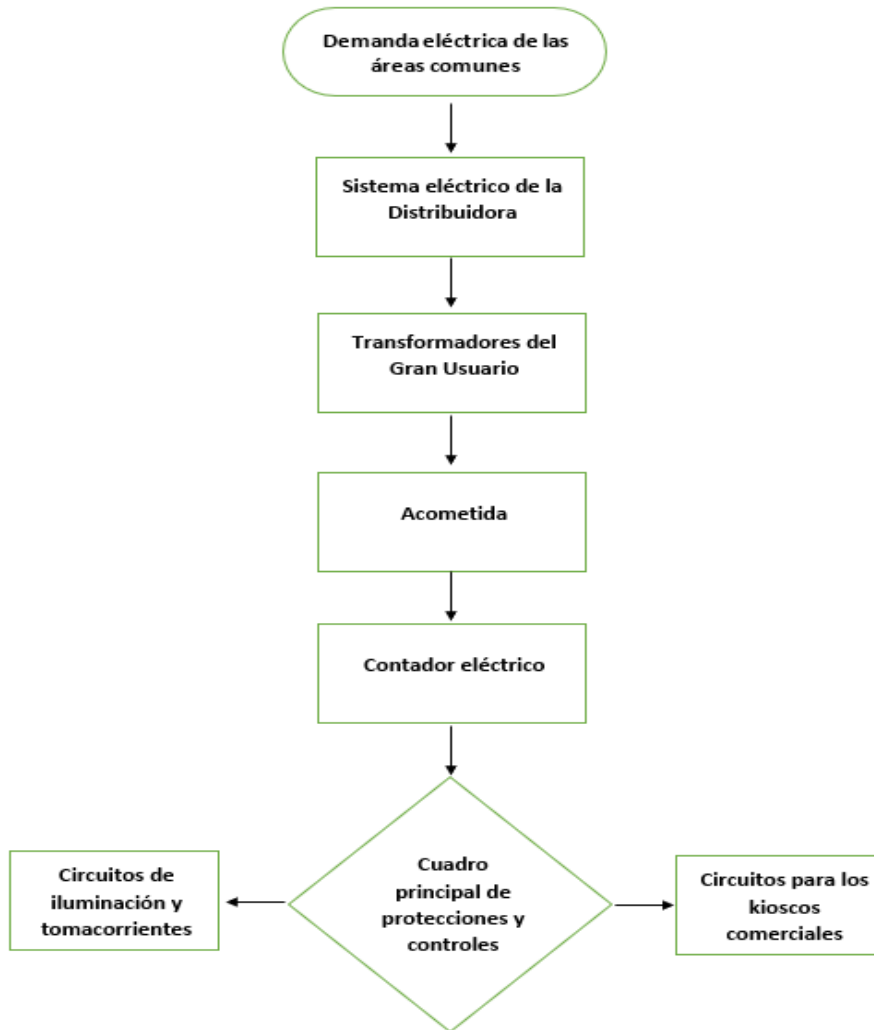 Demanda eléctrica de las
áreas comunes
Sistema eléctrico de la
Distribuidora
Transformadores del
Gran Usuario
Acometida
Contador eléctrico
Cuadro
principal de
protecciones y
controles
Circuitos de
iluminación y
tomacorrientes
Circuitos para los
kioscos
comerciales